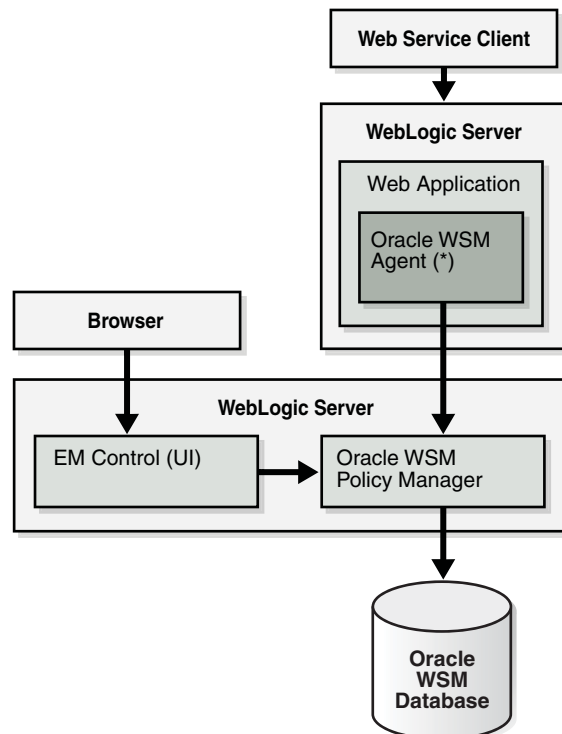 Web Service Client
WebLogic Server
Web Application
Oracle WSM
Agent (*)
Browser
WebLogic Server
EM Control (UI)
Oracle WSM
Policy Manager
Oracle
WSM
Database